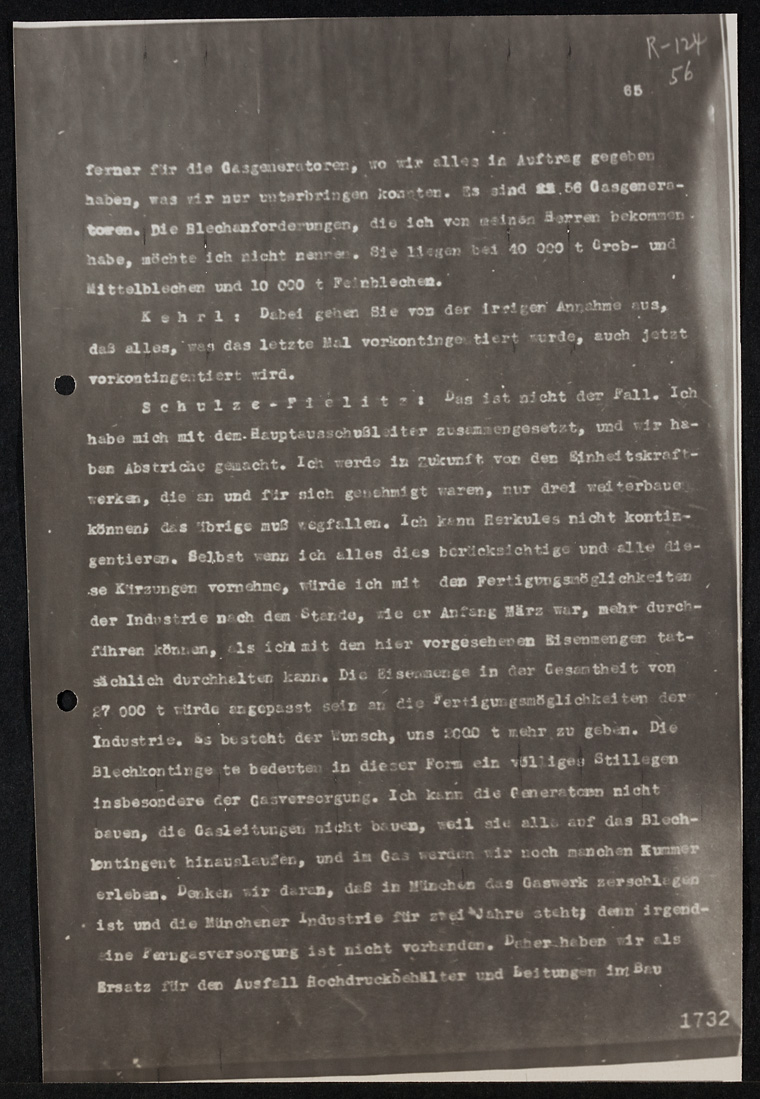 R-124
56
65
ferner für die Gasgeneratoren, wo wir alles in Auftrag gegeben
haben, was wir nur unterbringen konnten. Es sind 56 Gasgenera-
toren. Die Blechanforderungen, die ich von meinen Herren bekommen
habe, möchte ich nicht nennen. Sie liegen bei 40 000 t Grob- und
Mittelblechen und 10 000 t Feinblechen.
K e h r l : Dabei gehen Sie von der irrigen Annahme aus,
daß alles, was das letzte Mal vorkontingentiert wurde, auch jetzt
vorkontingentiert wird.
S c h u l z e - F i e l i t z : Das ist nicht der Fall. Ich
habe mich mit dem Hauptausschußleiter zusammengesetzt, und wir ha-
ben Abstriche gemacht. Ich werde in Zukunft von den Einheitskraft-
werken, die an und für sich genehmigt waren, nur drei weiterbauen
können; das übrige muß wegfallen. Ich kann Herkules nicht kontin-
gentieren. Selbst wenn ich alles dies berücksichtige und alle die-
se Kürzungen vornehme, würde ich mit den Fertigungsmöglichkeiten
der Industrie nach dem Stande, wie er Anfang März war, mehr durch-
führen können, als ich mit den hier vorgesehenen Eisenmengen tat-
sächlich durchhalten kann. Die Eisenmenge in der Gesamtheit von
27 000 t würde angepasst sein an die Fertigungsmöglichkeiten der
Industrie. Es besteht der Wunsch, uns 2000 t mehr zu geben. Die
Blechkontingente bedeuten in dieser Form ein völliges Stillegen
insbesondere der Gasversorgung. Ich kann die Generatoren nicht
bauen, die Gasleitungen nicht bauen, weil sie alle auf das Blech-
kontingent hinauslaufen, und im Gas werden wir noch manchen Kummer
erleben. Denken wir daran, daß in München das Gaswerk zerschlagen
ist und die Münchener Industrie für zwei Jahre steht; denn irgend-
eine Ferngasversorgung ist nicht vorhanden. Daher haben wir als
Ersatz für den Ausfall Hochdruckbehälter und Leitungen im Bau
1732